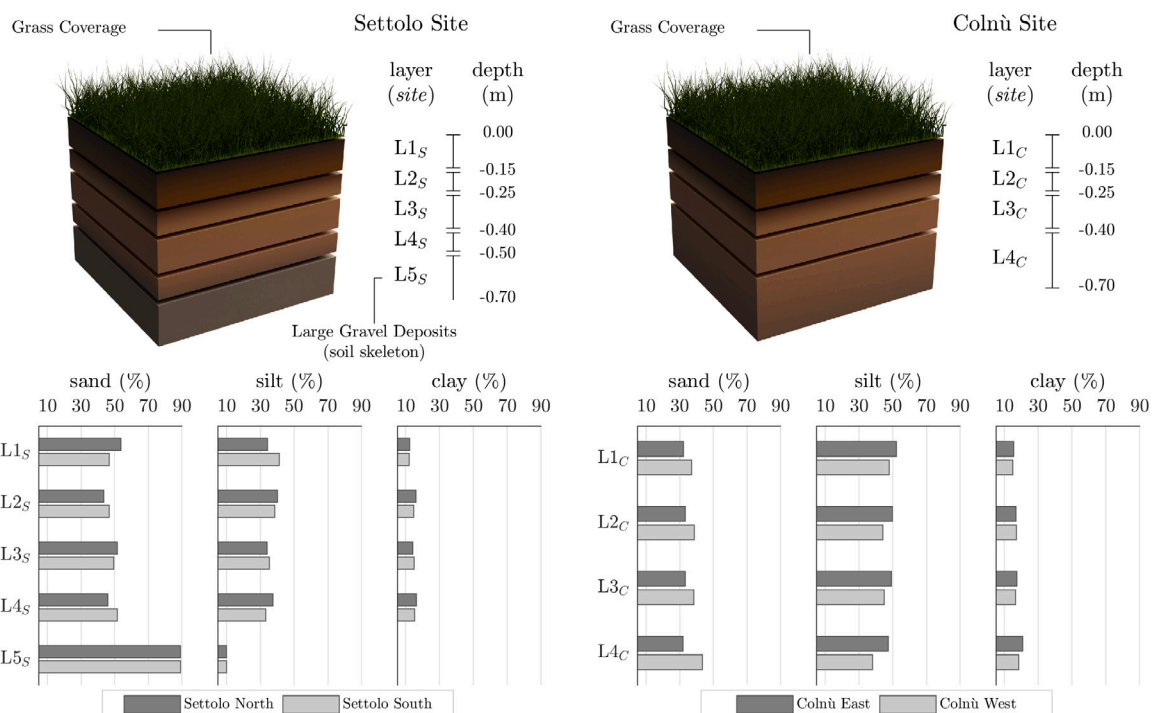 Settolo Site
Grass Coverage
layer depth
(site) (m)
0.00
L1S
-0.15
L2S
-0.25
L3S
-0.40
L4S
-0.50
L5S
-0.70
Large Gravel Deposits
(soil skeleton)
sand (%) silt (%) clay (%)
10 30 50 70 90 10 30 50 70 90 10 30 50 70 90
L1S
L2S
L3S
L4S
L5S
Settolo North Settolo South
Colnù Site
Grass Coverage
layer depth
(site) (m)
0.00
L1C
-0.15
L2C
-0.25
L3C
-0.40
L4C
-0.70
sand (%) silt (%) clay (%)
10 30 50 70 90 10 30 50 70 90 10 30 50 70 90
L1C
L2C
L3C
L4C
Colnù East Colnù West